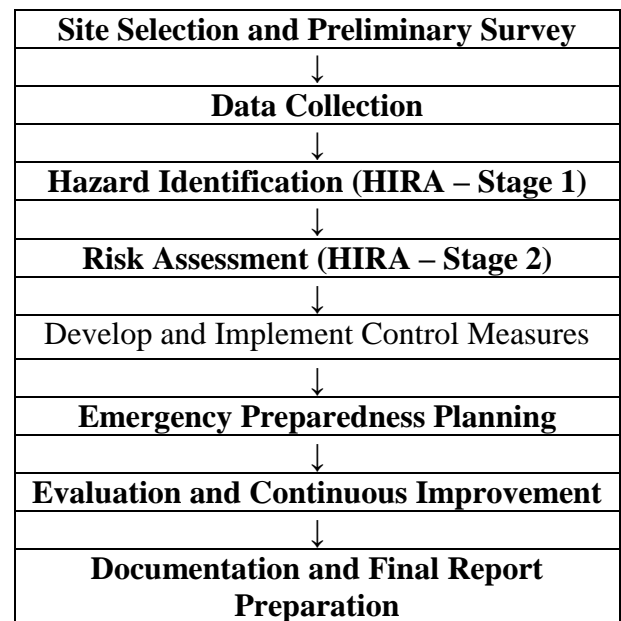 Site Selection and Preliminary Survey
↓
Data Collection
↓
Hazard Identification (HIRA – Stage 1)
↓
Risk Assessment (HIRA – Stage 2)
↓
Develop and Implement Control Measures
↓
Emergency Preparedness Planning
↓
Evaluation and Continuous Improvement
↓
Documentation and Final Report
Preparation